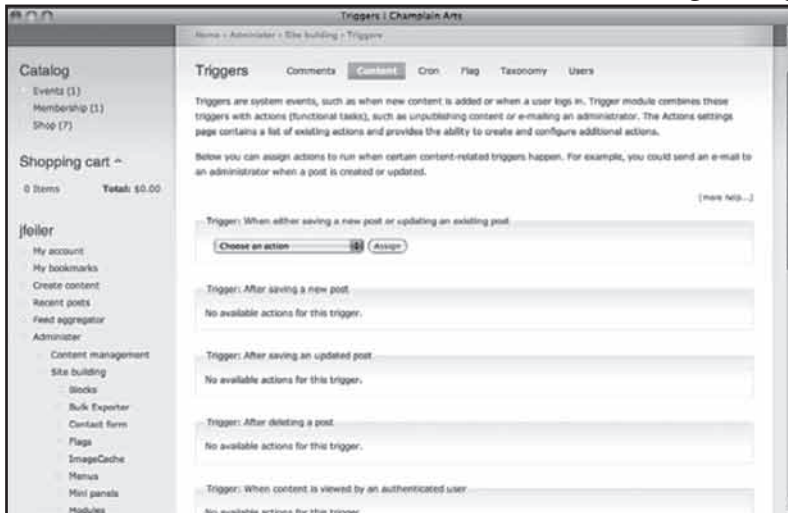 Triggers | Champlain Arts
Home » Administer » Site building » Triggers
Catalog
Events (1)
Membership (1)
Shop (7)
Shopping cart
0 Items Total: $0.00
jfeiler
My account
My bookmarks
Create content
Recent posts
Feed aggregator
Administer
Content management
Site building
Blocks
Bulk Exporter
Contact form
Flags
ImageCache
Menus
Mini panels
Modules
Triggers Comments Content Cron Flag Taxonomy Users
Triggers are system events, such as when new content is added or when a user logs in. Trigger module combines these
triggers with actions (functional tasks), such as unpublishing content or e-mailing an administrator. The Actions settings
page contains a list of existing actions and provides the ability to create and configure additional actions.
Below you can assign actions to run when certain content-related triggers happen. For example, you could send an e-mail to
an administrator when a post is created or updated.
[more help...]
Trigger: When either saving a new post or updating an existing post
Choose an action Assign
Trigger: After saving a new post
No available actions for this trigger.
Trigger: After saving an updated post
No available actions for this trigger.
Trigger: After deleting a post
No available actions for this trigger.
Trigger: When content is viewed by an authenticated user
No available actions for this trigger.